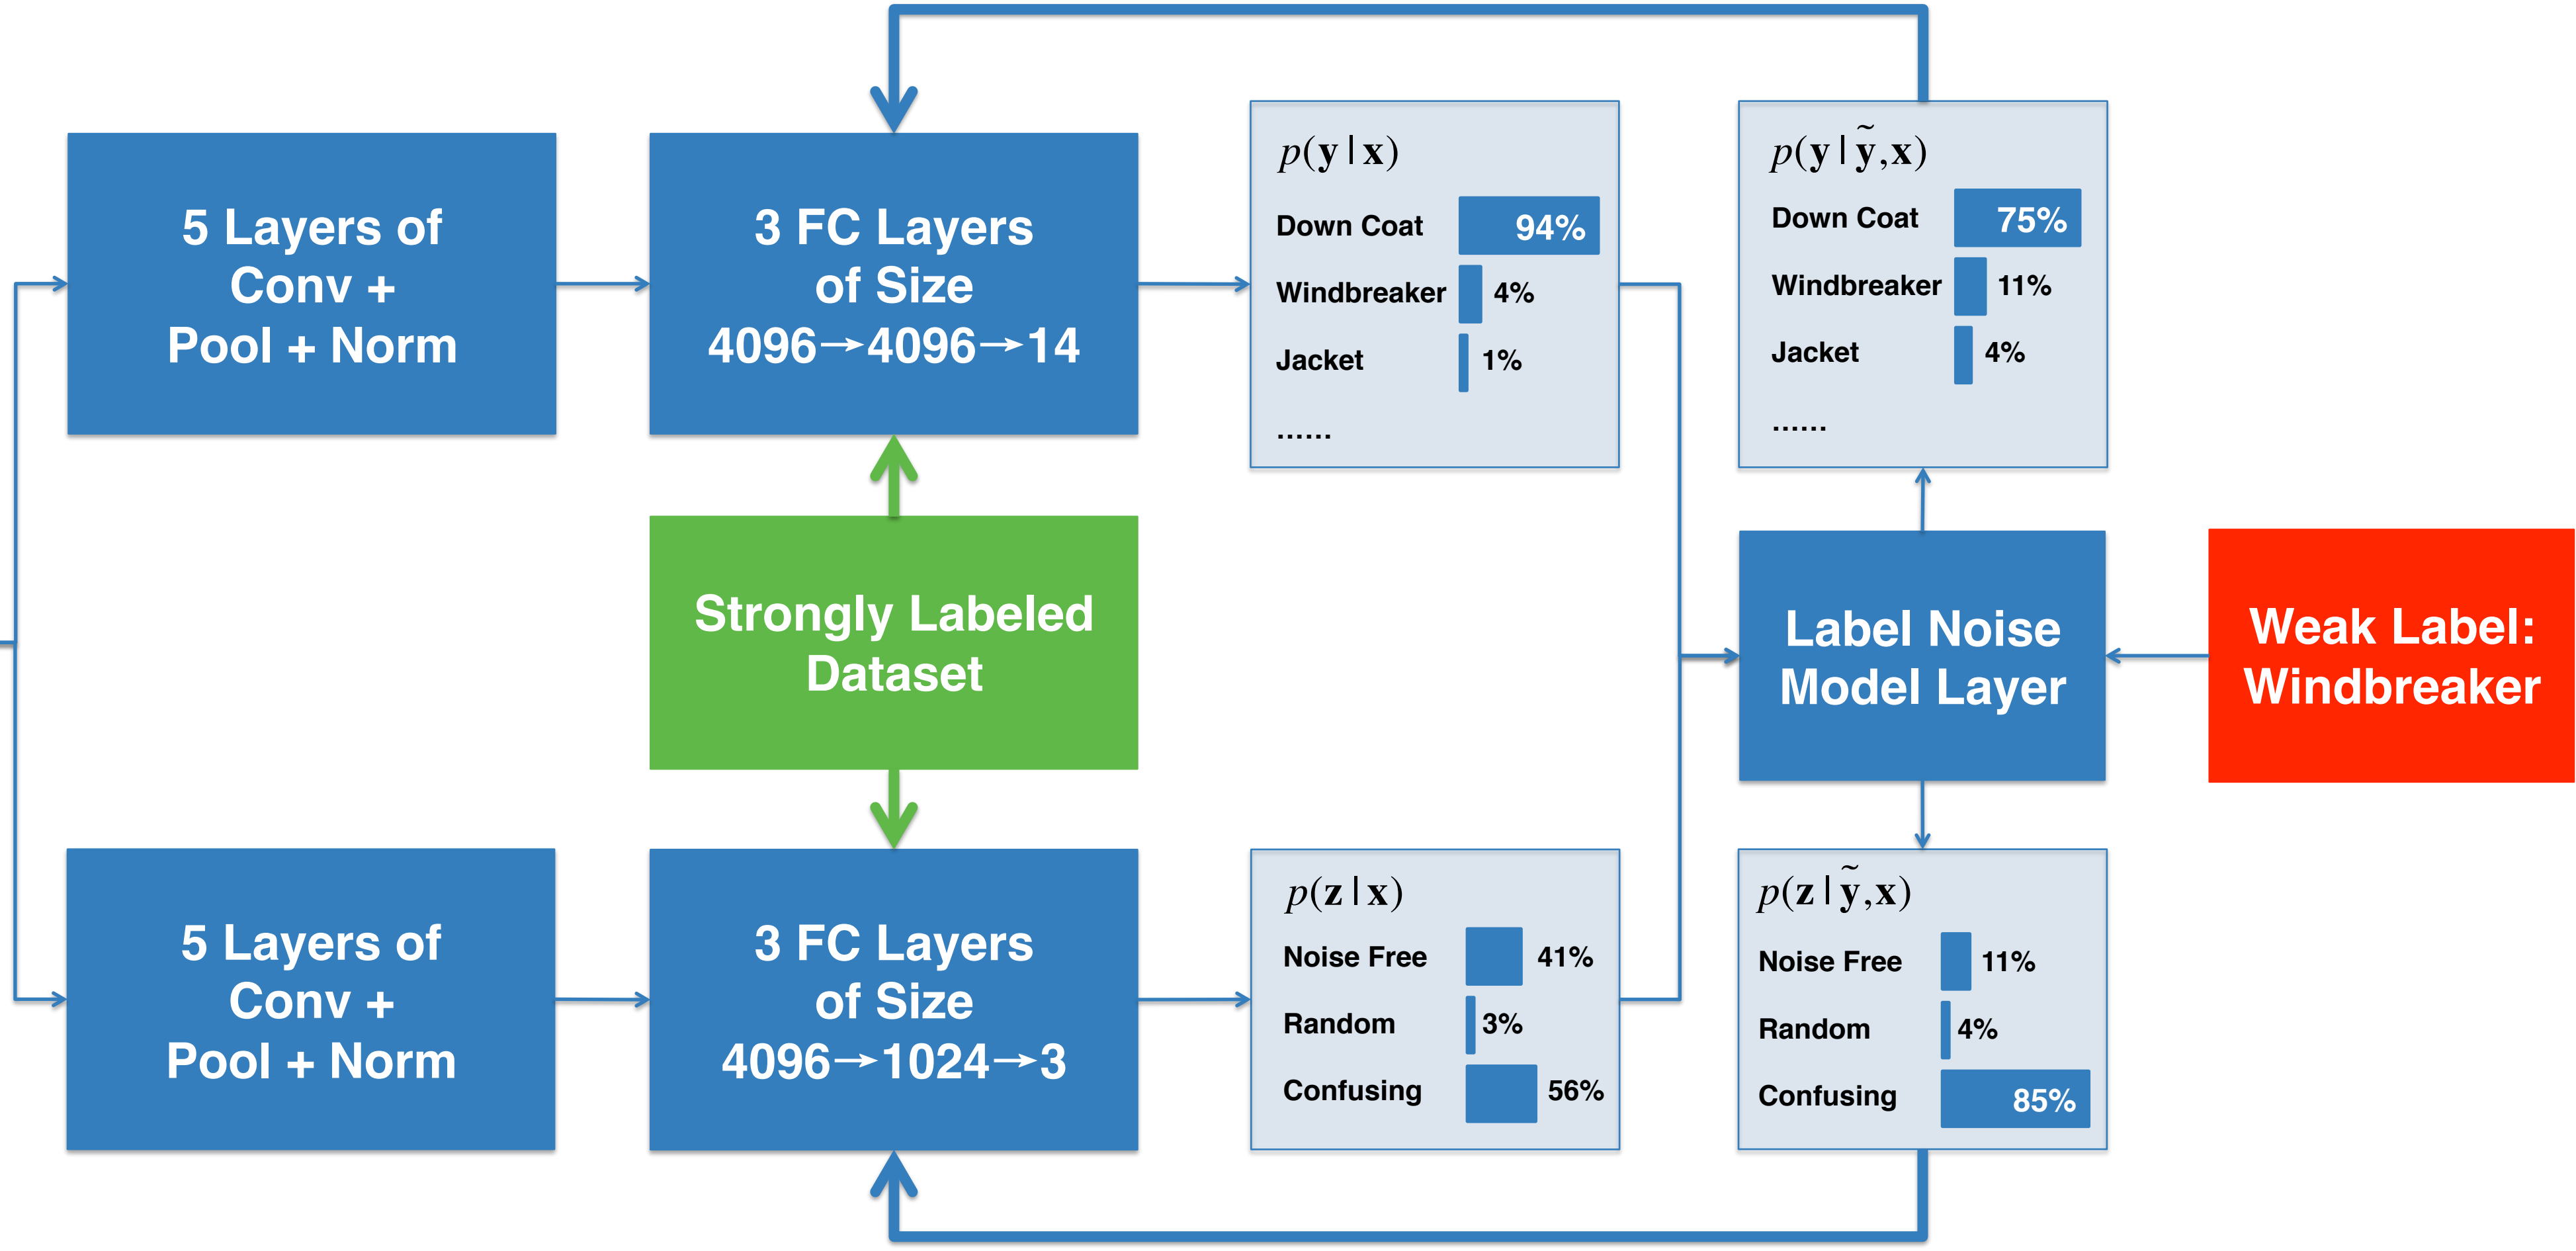 5 Layers of
Conv +
Pool + Norm
3 FC Layers
of Size
4096→4096→14
p(y|x)
Down Coat 94%
Windbreaker 4%
Jacket 1%
......
p(y|ỹ,x)
Down Coat 75%
Windbreaker 11%
Jacket 4%
......
Strongly Labeled
Dataset
Label Noise
Model Layer
Weak Label:
Windbreaker
5 Layers of
Conv +
Pool + Norm
3 FC Layers
of Size
4096→1024→3
p(z|x)
Noise Free 41%
Random 3%
Confusing 56%
p(z|ỹ,x)
Noise Free 11%
Random 4%
Confusing 85%